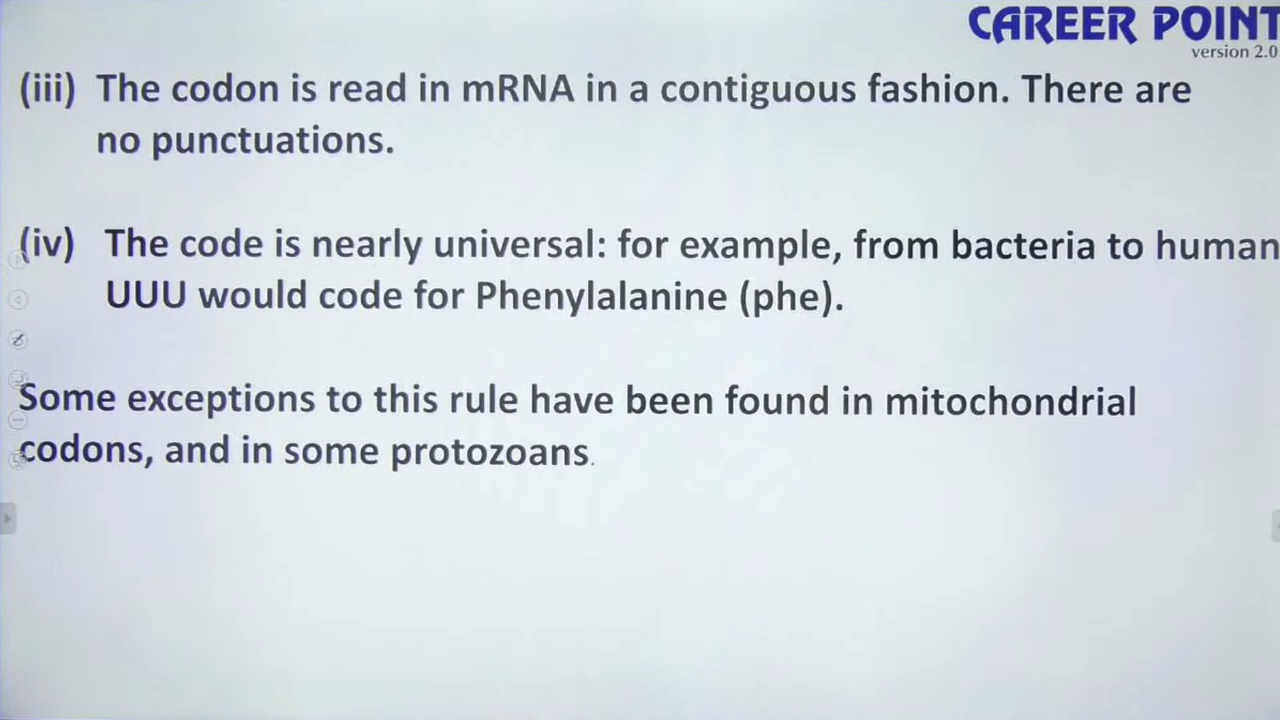 CAREER POINT
version 2.0
(iii) The codon is read in mRNA in a contiguous fashion. There are
no punctuations.
(iv) The code is nearly universal: for example, from bacteria to human
UUU would code for Phenylalanine (phe).
Some exceptions to this rule have been found in mitochondrial
codons, and in some protozoans.